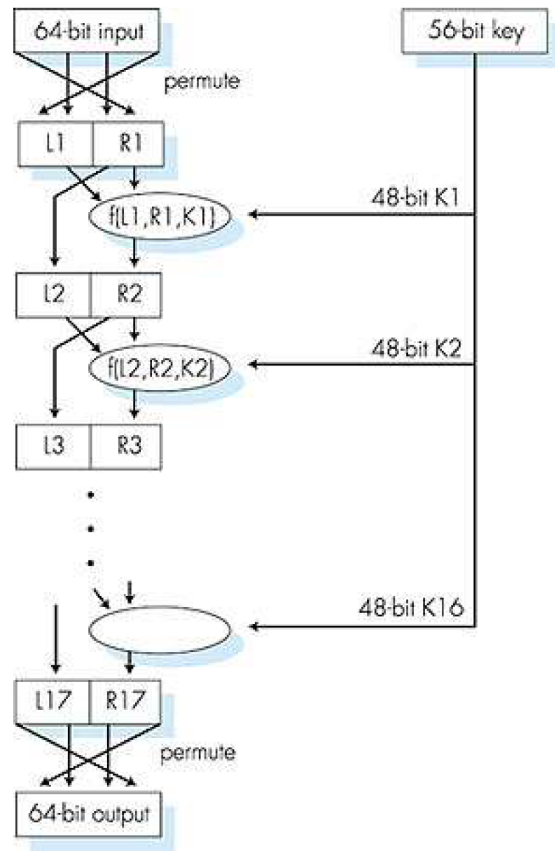 64-bit input
56-bit key
permute
L1 R1
48-bit K1
f(L1,R1,K1)
L2 R2
48-bit K2
f(L2,R2,K2)
L3 R3
48-bit K16
L17 R17
permute
64-bit output